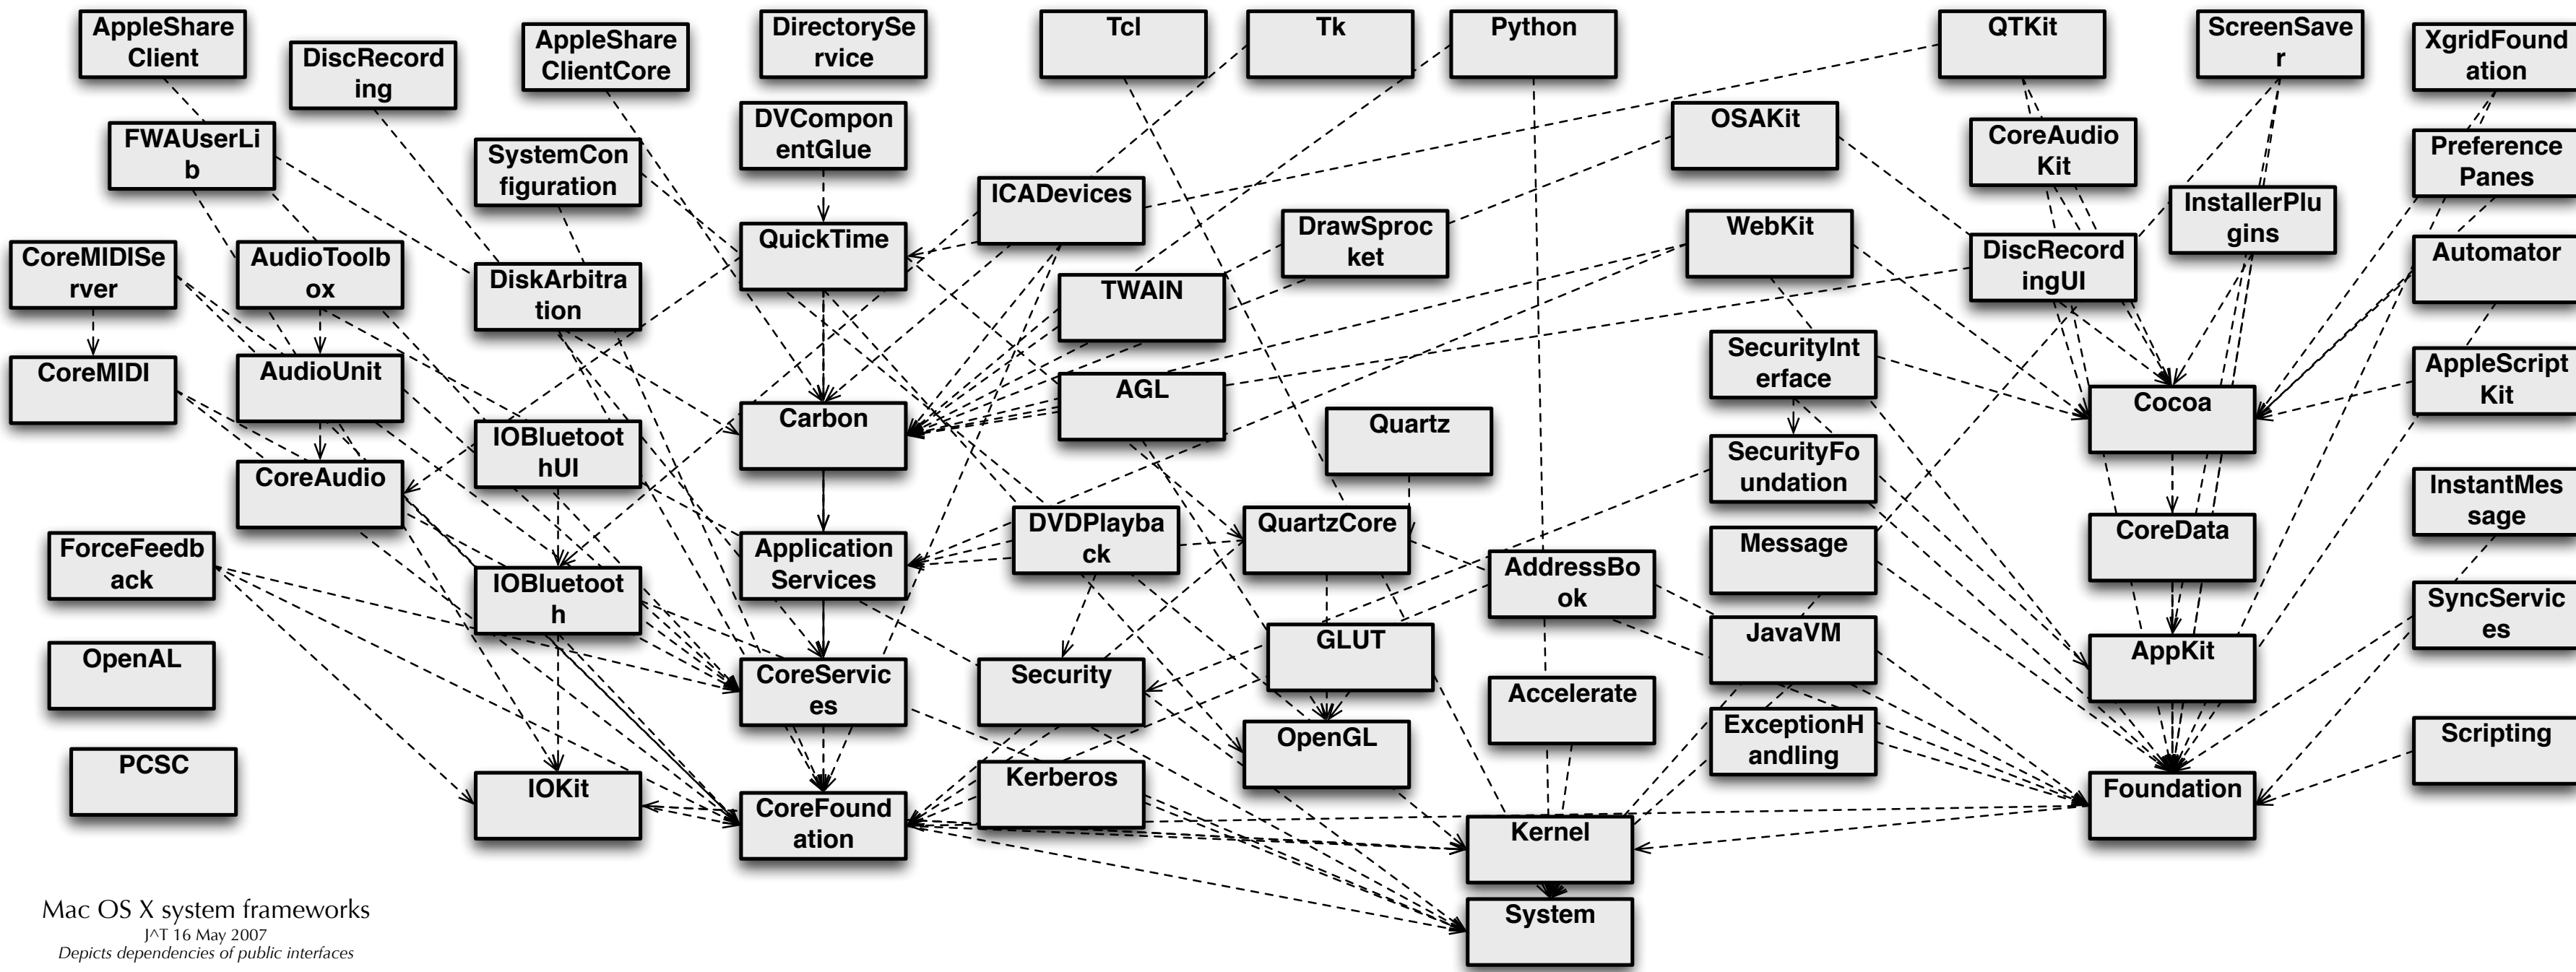 AppleShare
Client
DiscRecord
ing
AppleShare
ClientCore
DirectorySe
rvice
Tcl
Tk
Python
QTKit
ScreenSave
r
XgridFound
ation
FWAUserLi
b
SystemCon
figuration
DVCompon
entGlue
OSAKit
CoreAudio
Kit
Preference
Panes
ICADevices
InstallerPlu
gins
CoreMIDISe
rver
AudioToolb
ox
DiskArbitra
tion
QuickTime
TWAIN
DrawSproc
ket
WebKit
DiscRecord
ingUI
Automator
CoreMIDI
AudioUnit
Carbon
AGL
SecurityInt
erface
Cocoa
AppleScript
Kit
CoreAudio
IOBluetoot
hUI
Quartz
SecurityFo
undation
InstantMes
sage
ForceFeedb
ack
IOBluetoot
h
Application
Services
DVDPlayba
ck
QuartzCore
AddressBo
ok
Message
CoreData
SyncServic
es
OpenAL
CoreServic
es
Security
GLUT
Accelerate
JavaVM
AppKit
PCSC
IOKit
CoreFound
ation
Kerberos
OpenGL
Kernel
ExceptionH
andling
Foundation
Scripting
System
Mac OS X system frameworks
J^T 16 May 2007
Depicts dependencies of public interfaces